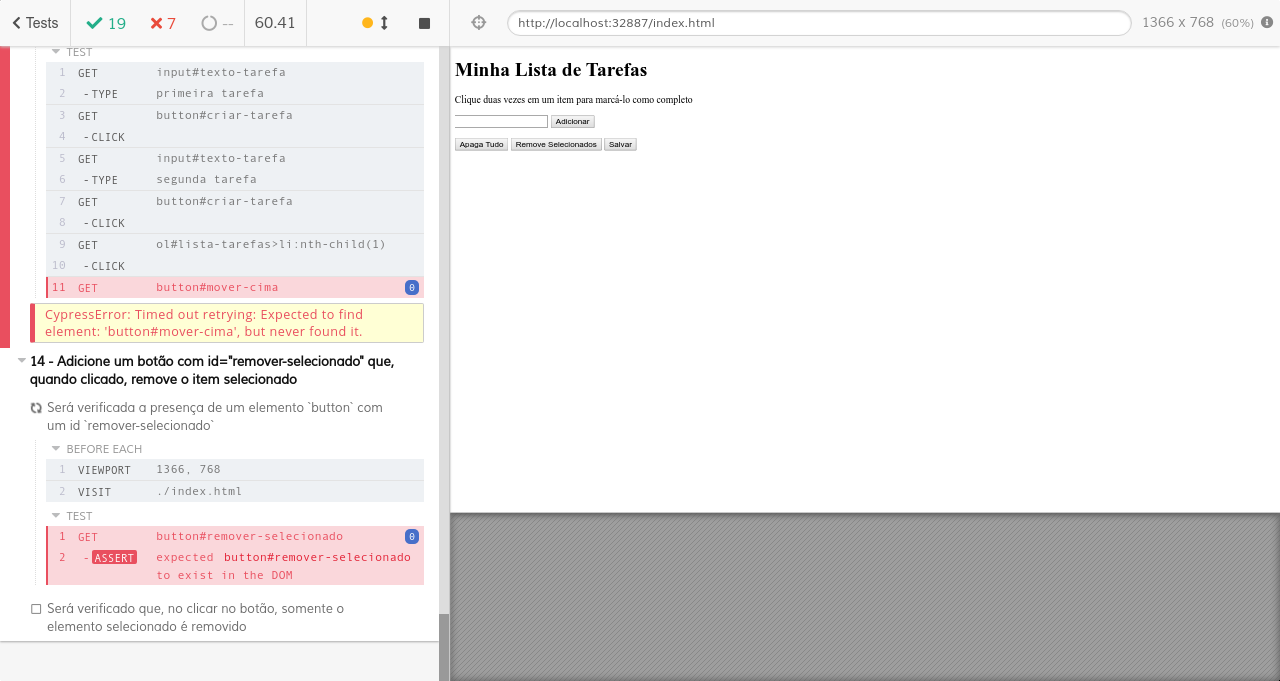 Tests 19 7 -- 60.41
http://localhost:32887/index.html 1366 x 768 (60%)
TEST
1 GET input#texto-tarefa
2 -TYPE primeira tarefa
3 GET button#criar-tarefa
4 -CLICK
5 GET input#texto-tarefa
6 -TYPE segunda tarefa
7 GET button#criar-tarefa
8 -CLICK
9 GET ol#lista-tarefas>li:nth-child(1)
10 -CLICK
11 GET button#mover-cima 0
CypressError: Timed out retrying: Expected to find
element: 'button#mover-cima', but never found it.
14 - Adicione um botão com id="remover-selecionado" que,
quando clicado, remove o item selecionado
Será verificada a presença de um elemento `button` com
um id `remover-selecionado`
BEFORE EACH
1 VIEWPORT 1366, 768
2 VISIT ./index.html
TEST
1 GET button#remover-selecionado 0
2 -ASSERT expected button#remover-selecionado
to exist in the DOM
Será verificado que, no clicar no botão, somente o
elemento selecionado é removido
Minha Lista de Tarefas
Clique duas vezes em um item para marcá-lo como completo
Adicionar
Apaga Tudo Remove Selecionados Salvar